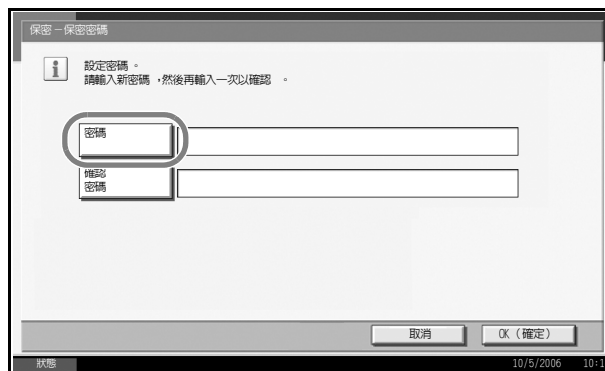 保密－保密密碼
設定密碼。
請輸入新密碼，然後再輸入一次以確認 。
密碼
確認
密碼
取消
OK（確定）
狀態
10/5/2006
10:1